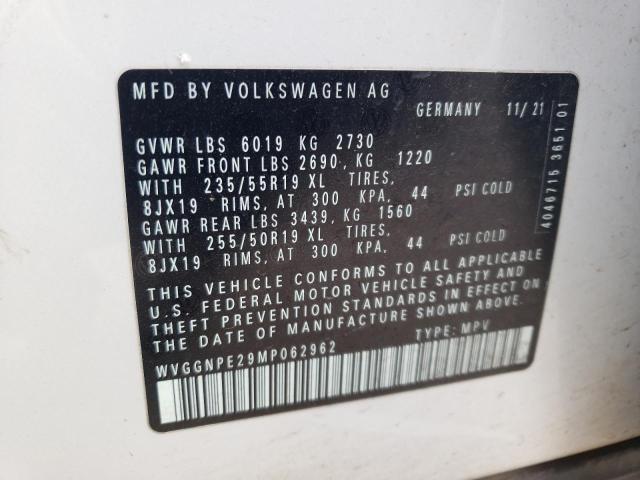 MFD BY VOLKSWAGEN AG
GERMANY 11/21
GVWR LBS 6019 KG 2730
GAWR FRONT LBS 2690, KG 1220
WITH 235/55R19 XL TIRES,
8JX19 RIMS, AT 300 KPA, 44 PSI COLD
GAWR REAR LBS 3439, KG 1560
WITH 255/50R19 XL TIRES,
8JX19 RIMS, AT 300 KPA, 44 PSI COLD
THIS VEHICLE CONFORMS TO ALL APPLICABLE
U.S. FEDERAL MOTOR VEHICLE SAFETY AND
THEFT PREVENTION STANDARDS IN EFFECT ON
THE DATE OF MANUFACTURE SHOWN ABOVE.
WVGGNPE29MP062962 TYPE: MPV
4046715 3651 01